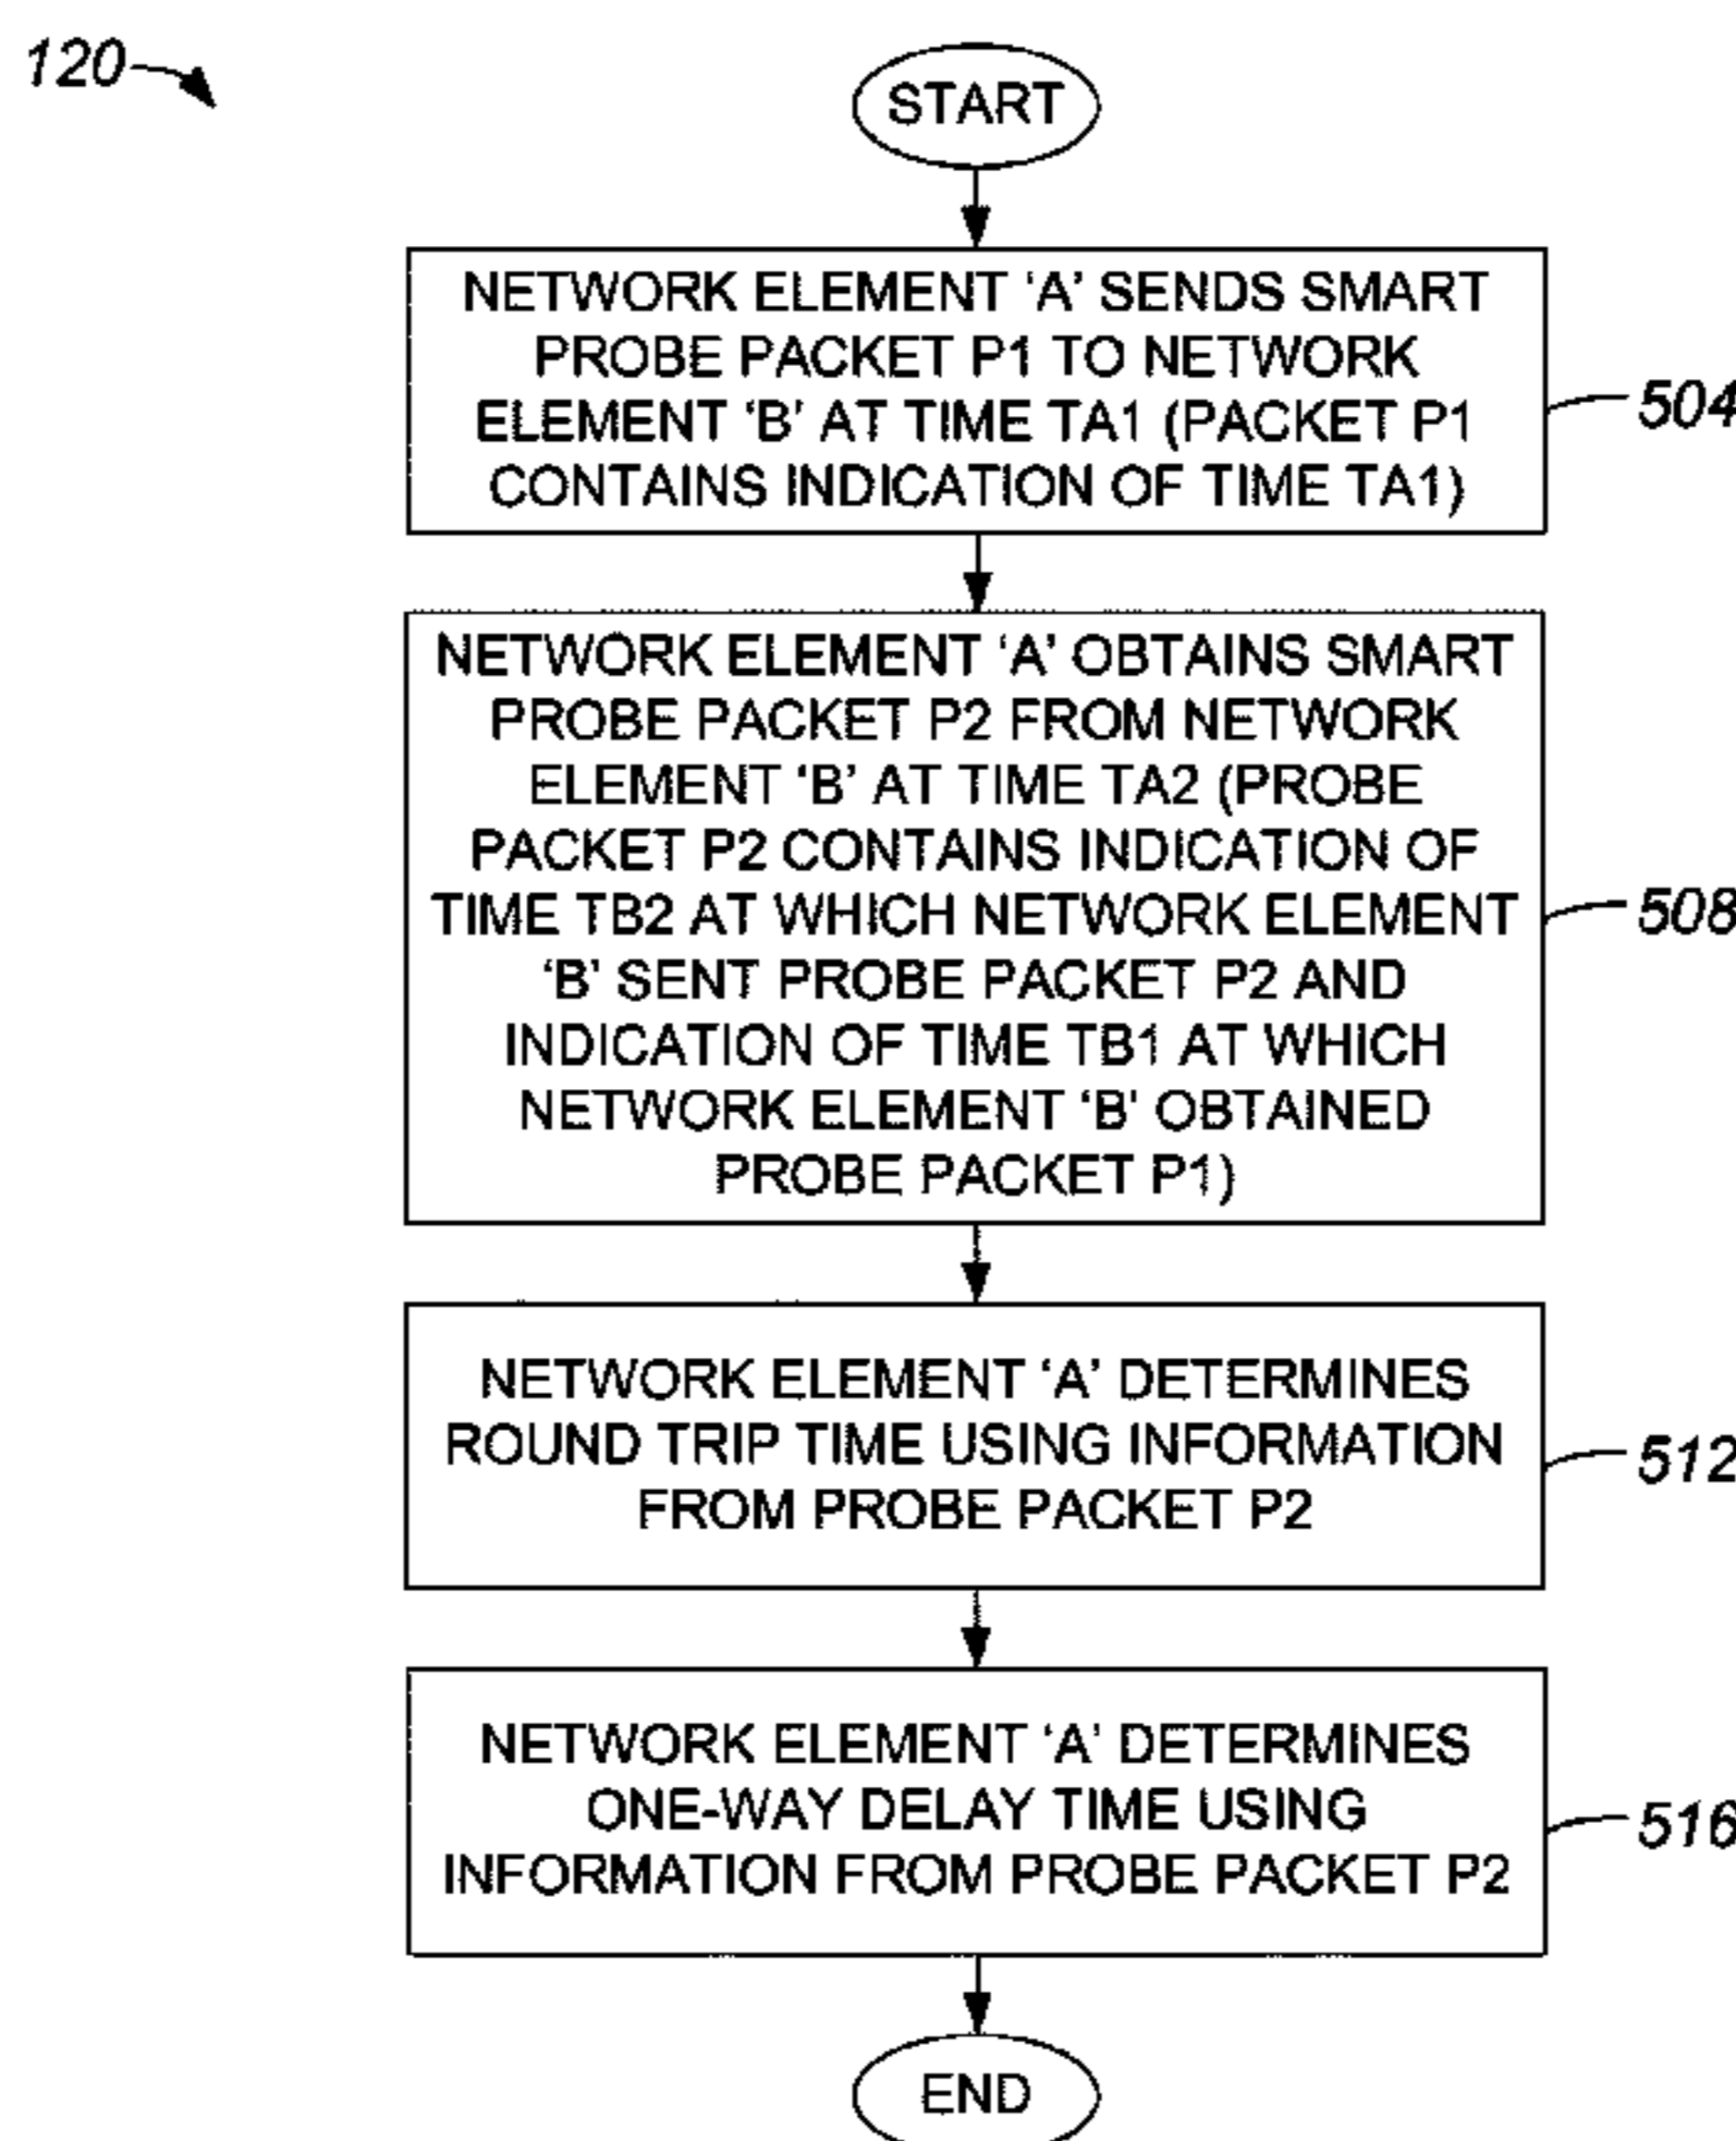 120
START
NETWORK ELEMENT ‘A’ SENDS SMART
PROBE PACKET P1 TO NETWORK
ELEMENT ‘B’ AT TIME TA1 (PACKET P1
CONTAINS INDICATION OF TIME TA1)
504
NETWORK ELEMENT ‘A’ OBTAINS SMART
PROBE PACKET P2 FROM NETWORK
ELEMENT ‘B’ AT TIME TA2 (PROBE
PACKET P2 CONTAINS INDICATION OF
TIME TB2 AT WHICH NETWORK ELEMENT
‘B’ SENT PROBE PACKET P2 AND
INDICATION OF TIME TB1 AT WHICH
NETWORK ELEMENT ‘B’ OBTAINED
PROBE PACKET P1)
508
NETWORK ELEMENT ‘A’ DETERMINES
ROUND TRIP TIME USING INFORMATION
FROM PROBE PACKET P2
512
NETWORK ELEMENT ‘A’ DETERMINES
ONE-WAY DELAY TIME USING
INFORMATION FROM PROBE PACKET P2
516
END